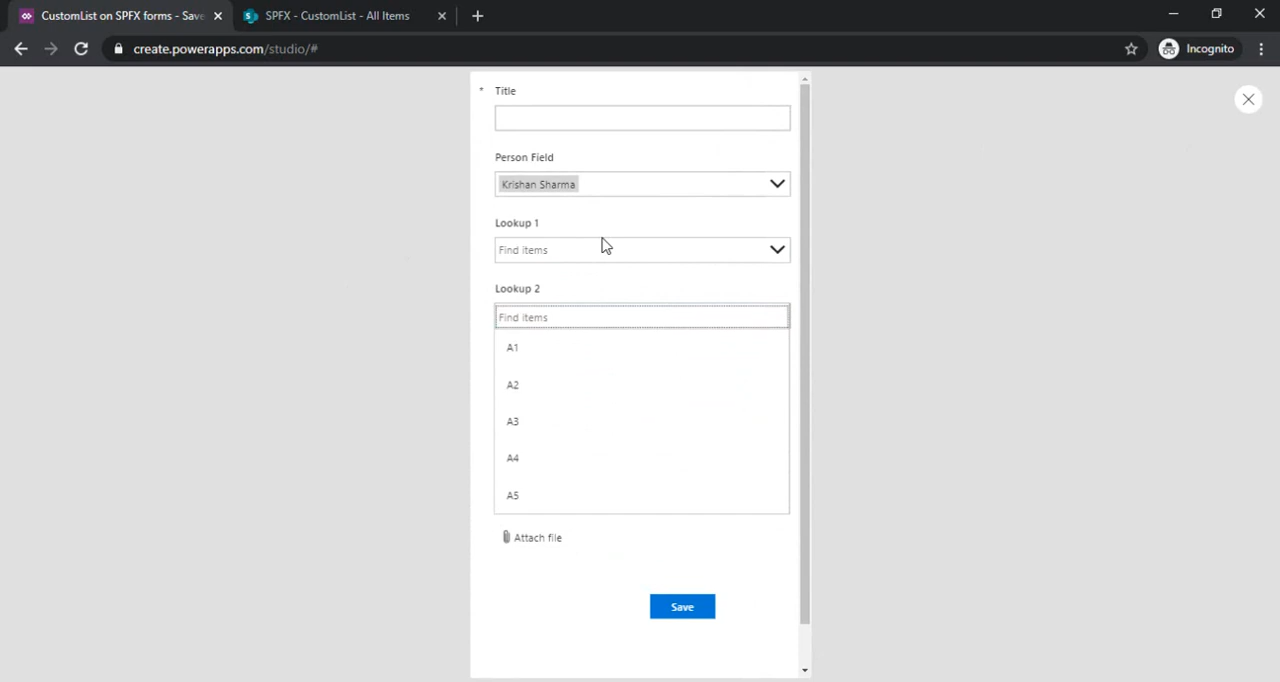 CustomList on SPFX forms - Save
SPFX - CustomList - All Items
create.powerapps.com/studio/#
Incognito
* Title
Person Field
Krishan Sharma
Lookup 1
Find items
Lookup 2
Find items
A1
A2
A3
A4
A5
Attach file
Save